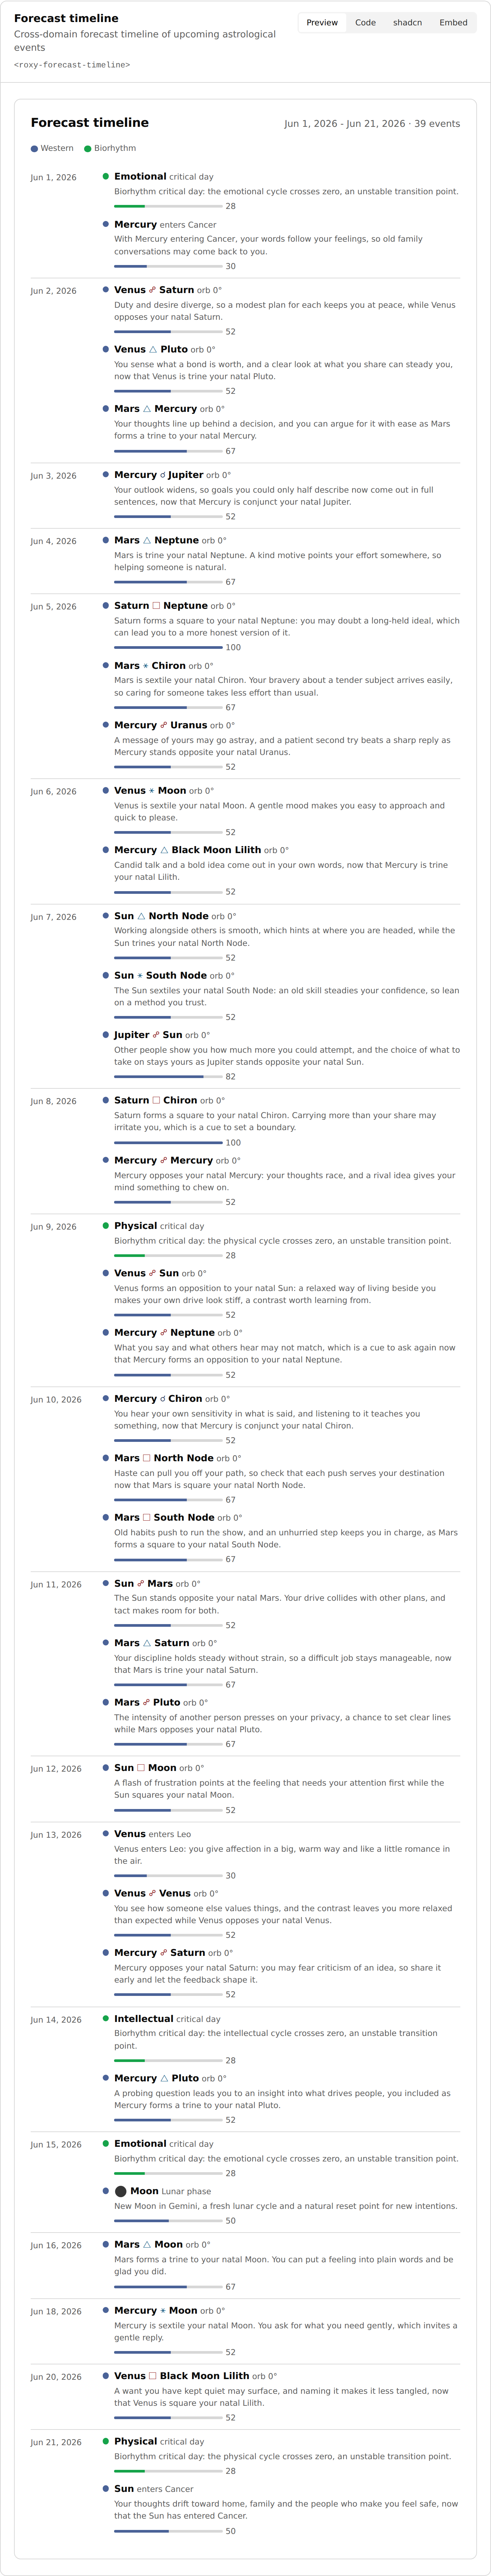 Forecast timeline
Cross-domain forecast timeline of upcoming astrological
events
<roxy-forecast-timeline>
Preview
Code
shadcn
Embed
Forecast timeline
Jun 1, 2026 - Jun 21, 2026 · 39 events
Western
Biorhythm
Jun 1, 2026
Emotional critical day
Biorhythm critical day: the emotional cycle crosses zero, an unstable transition point.
28
Mercury enters Cancer
With Mercury entering Cancer, your words follow your feelings, so old family
conversations may come back to you.
30
Jun 2, 2026
Venus ☍ Saturn orb 0°
Duty and desire diverge, so a modest plan for each keeps you at peace, while Venus
opposes your natal Saturn.
52
Venus △ Pluto orb 0°
You sense what a bond is worth, and a clear look at what you share can steady you,
now that Venus is trine your natal Pluto.
52
Mars △ Mercury orb 0°
Your thoughts line up behind a decision, and you can argue for it with ease as Mars
forms a trine to your natal Mercury.
67
Jun 3, 2026
Mercury ☌ Jupiter orb 0°
Your outlook widens, so goals you could only half describe now come out in full
sentences, now that Mercury is conjunct your natal Jupiter.
52
Jun 4, 2026
Mars △ Neptune orb 0°
Mars is trine your natal Neptune. A kind motive points your effort somewhere, so
helping someone is natural.
67
Jun 5, 2026
Saturn □ Neptune orb 0°
Saturn forms a square to your natal Neptune: you may doubt a long-held ideal, which
can lead you to a more honest version of it.
100
Mars ⚹ Chiron orb 0°
Mars is sextile your natal Chiron. Your bravery about a tender subject arrives easily,
so caring for someone takes less effort than usual.
67
Mercury ☍ Uranus orb 0°
A message of yours may go astray, and a patient second try beats a sharp reply as
Mercury stands opposite your natal Uranus.
52
Jun 6, 2026
Venus ⚹ Moon orb 0°
Venus is sextile your natal Moon. A gentle mood makes you easy to approach and
quick to please.
52
Mercury △ Black Moon Lilith orb 0°
Candid talk and a bold idea come out in your own words, now that Mercury is trine
your natal Lilith.
52
Jun 7, 2026
Sun △ North Node orb 0°
Working alongside others is smooth, which hints at where you are headed, while the
Sun trines your natal North Node.
52
Sun ⚹ South Node orb 0°
The Sun sextiles your natal South Node: an old skill steadies your confidence, so lean
on a method you trust.
52
Jupiter ☍ Sun orb 0°
Other people show you how much more you could attempt, and the choice of what to
take on stays yours as Jupiter stands opposite your natal Sun.
82
Jun 8, 2026
Saturn □ Chiron orb 0°
Saturn forms a square to your natal Chiron. Carrying more than your share may
irritate you, which is a cue to set a boundary.
100
Mercury ☍ Mercury orb 0°
Mercury opposes your natal Mercury: your thoughts race, and a rival idea gives your
mind something to chew on.
52
Jun 9, 2026
Physical critical day
Biorhythm critical day: the physical cycle crosses zero, an unstable transition point.
28
Venus ☍ Sun orb 0°
Venus forms an opposition to your natal Sun: a relaxed way of living beside you
makes your own drive look stiff, a contrast worth learning from.
52
Mercury ☍ Neptune orb 0°
What you say and what others hear may not match, which is a cue to ask again now
that Mercury forms an opposition to your natal Neptune.
52
Jun 10, 2026
Mercury ☌ Chiron orb 0°
You hear your own sensitivity in what is said, and listening to it teaches you
something, now that Mercury is conjunct your natal Chiron.
52
Mars □ North Node orb 0°
Haste can pull you off your path, so check that each push serves your destination
now that Mars is square your natal North Node.
67
Mars □ South Node orb 0°
Old habits push to run the show, and an unhurried step keeps you in charge, as Mars
forms a square to your natal South Node.
67
Jun 11, 2026
Sun ☍ Mars orb 0°
The Sun stands opposite your natal Mars. Your drive collides with other plans, and
tact makes room for both.
52
Mars △ Saturn orb 0°
Your discipline holds steady without strain, so a difficult job stays manageable, now
that Mars is trine your natal Saturn.
67
Mars ☍ Pluto orb 0°
The intensity of another person presses on your privacy, a chance to set clear lines
while Mars opposes your natal Pluto.
67
Jun 12, 2026
Sun □ Moon orb 0°
A flash of frustration points at the feeling that needs your attention first while the
Sun squares your natal Moon.
52
Jun 13, 2026
Venus enters Leo
Venus enters Leo: you give affection in a big, warm way and like a little romance in
the air.
30
Venus ☍ Venus orb 0°
You see how someone else values things, and the contrast leaves you more relaxed
than expected while Venus opposes your natal Venus.
52
Mercury ☍ Saturn orb 0°
Mercury opposes your natal Saturn: you may fear criticism of an idea, so share it
early and let the feedback shape it.
52
Jun 14, 2026
Intellectual critical day
Biorhythm critical day: the intellectual cycle crosses zero, an unstable transition
point.
28
Mercury △ Pluto orb 0°
A probing question leads you to an insight into what drives people, you included as
Mercury forms a trine to your natal Pluto.
52
Jun 15, 2026
Emotional critical day
Biorhythm critical day: the emotional cycle crosses zero, an unstable transition point.
28
Moon Lunar phase
New Moon in Gemini, a fresh lunar cycle and a natural reset point for new intentions.
50
Jun 16, 2026
Mars △ Moon orb 0°
Mars forms a trine to your natal Moon. You can put a feeling into plain words and be
glad you did.
67
Jun 18, 2026
Mercury ⚹ Moon orb 0°
Mercury is sextile your natal Moon. You ask for what you need gently, which invites a
gentle reply.
52
Jun 20, 2026
Venus □ Black Moon Lilith orb 0°
A want you have kept quiet may surface, and naming it makes it less tangled, now
that Venus is square your natal Lilith.
52
Jun 21, 2026
Physical critical day
Biorhythm critical day: the physical cycle crosses zero, an unstable transition point.
28
Sun enters Cancer
Your thoughts drift toward home, family and the people who make you feel safe, now
that the Sun has entered Cancer.
50